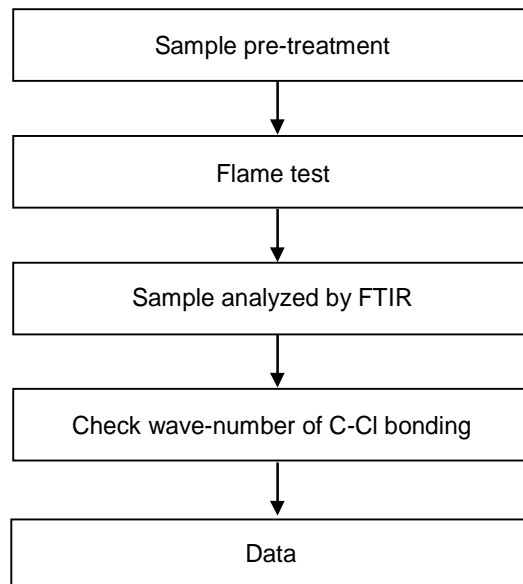 Sample pre-treatment
Flame test
Sample analyzed by FTIR
Check wave-number of C-Cl bonding
Data